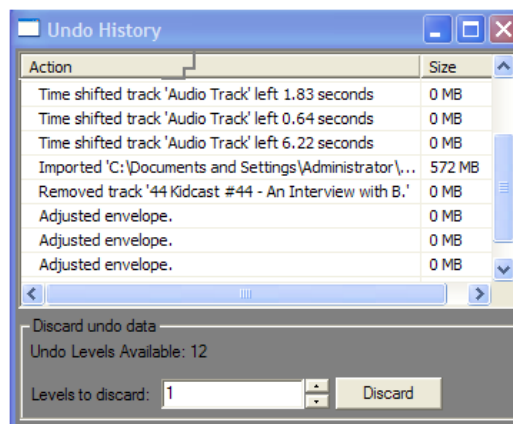 Undo History
Action Size
Time shifted track 'Audio Track' left 1.83 seconds 0 MB
Time shifted track 'Audio Track' left 0.64 seconds 0 MB
Time shifted track 'Audio Track' left 6.22 seconds 0 MB
Imported 'C:\Documents and Settings\Administrator\... 572 MB
Removed track '44 Kidcast #44 - An Interview with B.' 0 MB
Adjusted envelope. 0 MB
Adjusted envelope. 0 MB
Adjusted envelope. 0 MB
Discard undo data
Undo Levels Available: 12
Levels to discard: 1 Discard